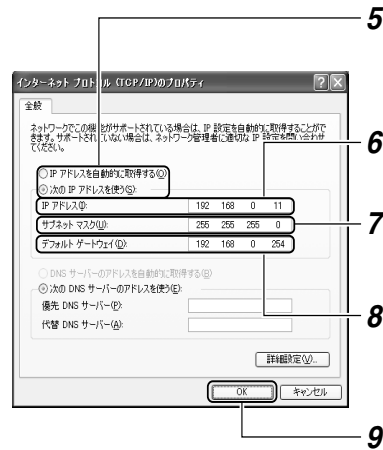 5
インターネット プロトコル (TCP/IP)のプロパティ
全般
ネットワークでこの機能がサポートされている場合は、IP 設定を自動的に取得することがで
きます。サポートされていない場合は、ネットワーク管理者に適切な IP 設定を問い合わせ
てください。
6
IP アドレスを自動的に取得する(O)
次の IP アドレスを使う(S):
IP アドレス(I): 192 168 0 11
7
サブネット マスク(U): 255 255 255 0
デフォルト ゲートウェイ(D): 192 168 0 254
DNS サーバーのアドレスを自動的に取得する(B)
次の DNS サーバーのアドレスを使う(E):
8
優先 DNS サーバー(P):
代替 DNS サーバー(A):
詳細設定(V)...
OK キャンセル
9